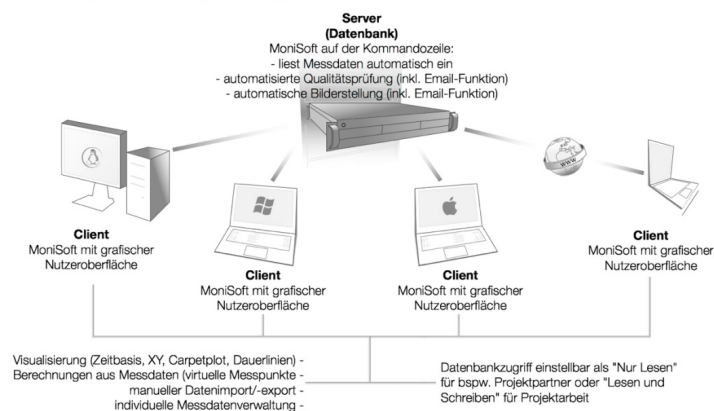 Server
(Datenbank)
MoniSoft auf der Kommandozeile:
- liest Messdaten automatisch ein
- automatisierte Qualitätsprüfung (inkl. Email-Funktion)
- automatische Bilderstellung (inkl. Email-Funktion)
WWW
Client
MoniSoft mit grafischer
Nutzeroberfläche
Client
MoniSoft mit grafischer
Nutzeroberfläche
Client
MoniSoft mit grafischer
Nutzeroberfläche
Client
MoniSoft mit grafischer
Nutzeroberfläche
Visualisierung (Zeitbasis, XY, Carpetplot, Dauerlinien) -
Berechnungen aus Messdaten (virtuelle Messpunkte -
manueller Datenimport/-export -
individuelle Messdatenverwaltung -
Datenbankzugriff einstellbar als "Nur Lesen"
für bspw. Projektpartner oder "Lesen und
Schreiben" für Projektarbeit